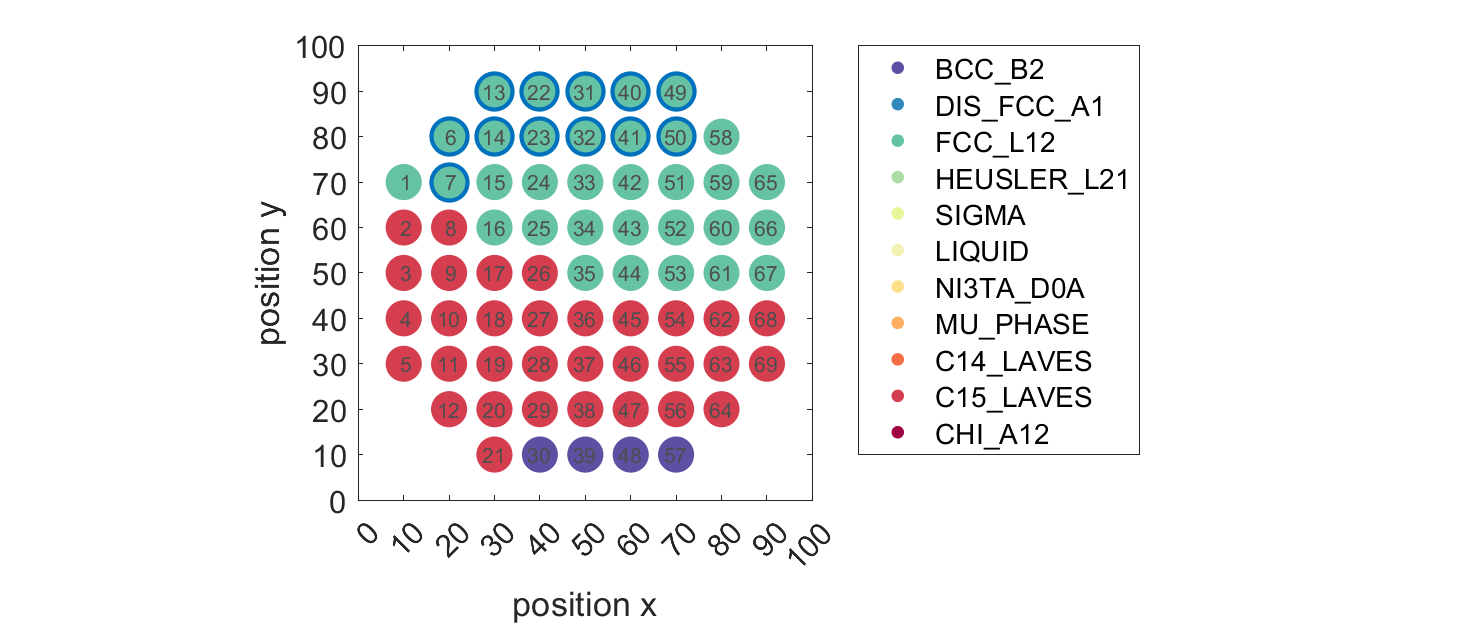 100
90
80
70
60
50
40
30
20
10
0
13 22 31 40 49
6 14 23 32 41 50 58
1 7 15 24 33 42 51 59 65
2 8 16 25 34 43 52 60 66
3 9 17 26 35 44 53 61 67
4 10 18 27 36 45 54 62 68
5 11 19 28 37 46 55 63 69
12 20 29 38 47 56 64
21 30 39 48 57
0 10 20 30 40 50 60 70 80 90 100
position x
position y
BCC_B2
DIS_FCC_A1
FCC_L12
HEUSLER_L21
SIGMA
LIQUID
NI3TA_D0A
MU_PHASE
C14_LAVES
C15_LAVES
CHI_A12